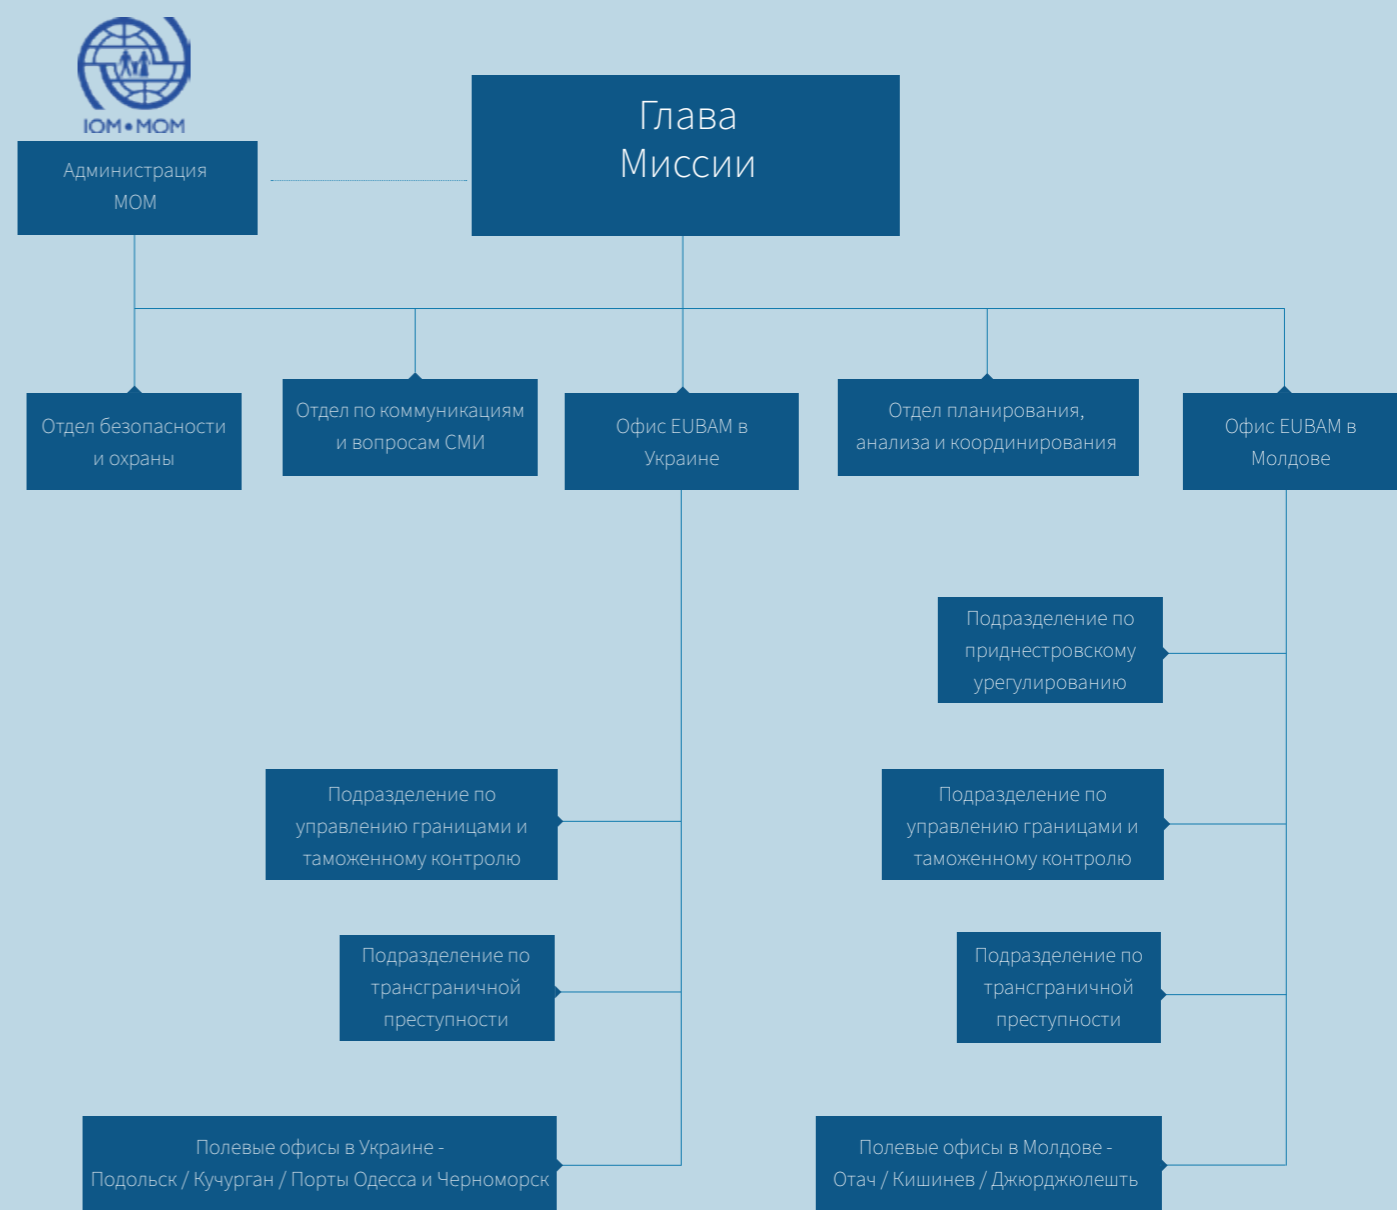 IOM•MOM
Администрация
МОМ
Глава
Миссии
Отдел безопасности
и охраны
Отдел по коммуникациям
и вопросам СМИ
Офис EUBAM в
Украине
Отдел планирования,
анализа и координирования
Офис EUBAM в
Молдове
Подразделение по
приднестровскому
урегулированию
Подразделение по
управлению границами и
таможенному контролю
Подразделение по
управлению границами и
таможенному контролю
Подразделение по
трансграничной
преступности
Подразделение по
трансграничной
преступности
Полевые офисы в Украине -
Подольск / Кучурган / Порты Одесса и Черноморск
Полевые офисы в Молдове -
Отач / Кишинев / Джюрджюлешть